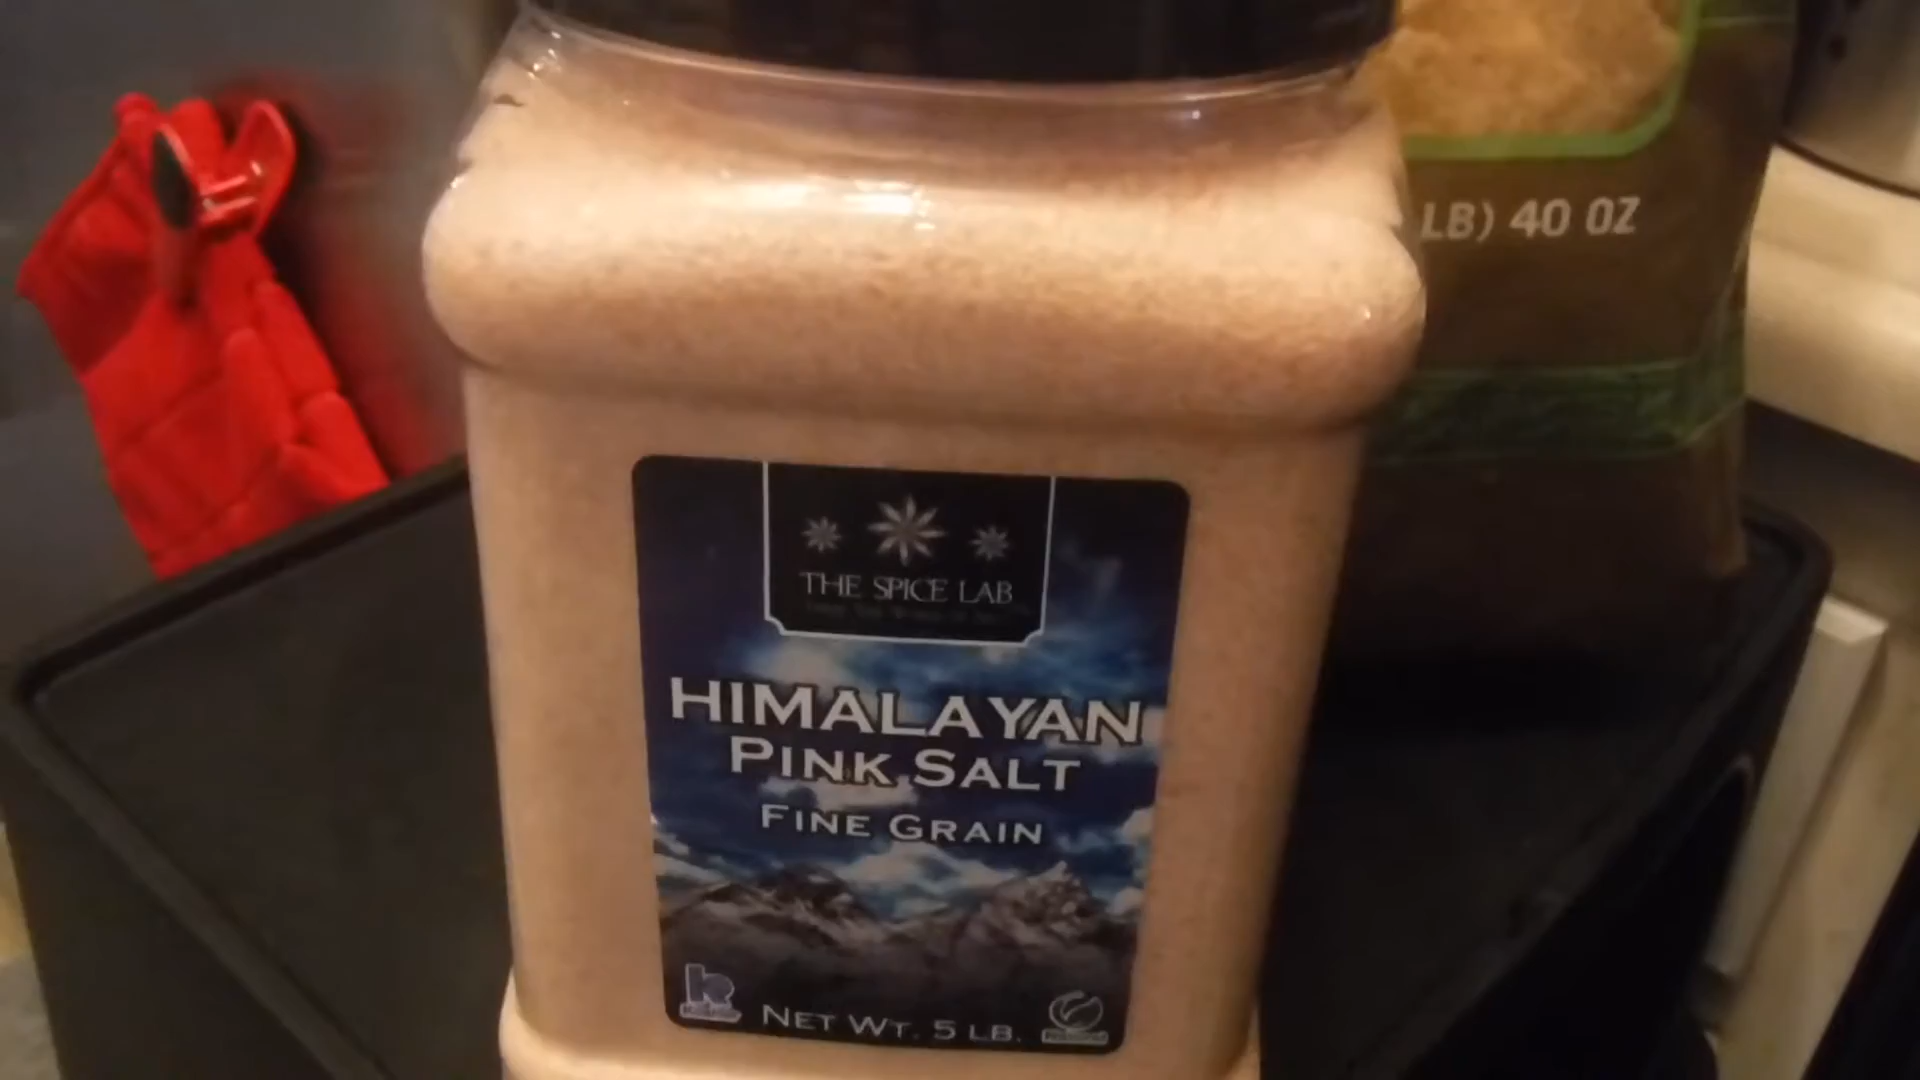 LB) 40 OZ
THE SPICE LAB
HIMALAYAN
PINK SALT
FINE GRAIN
NET WT. 5 LB.